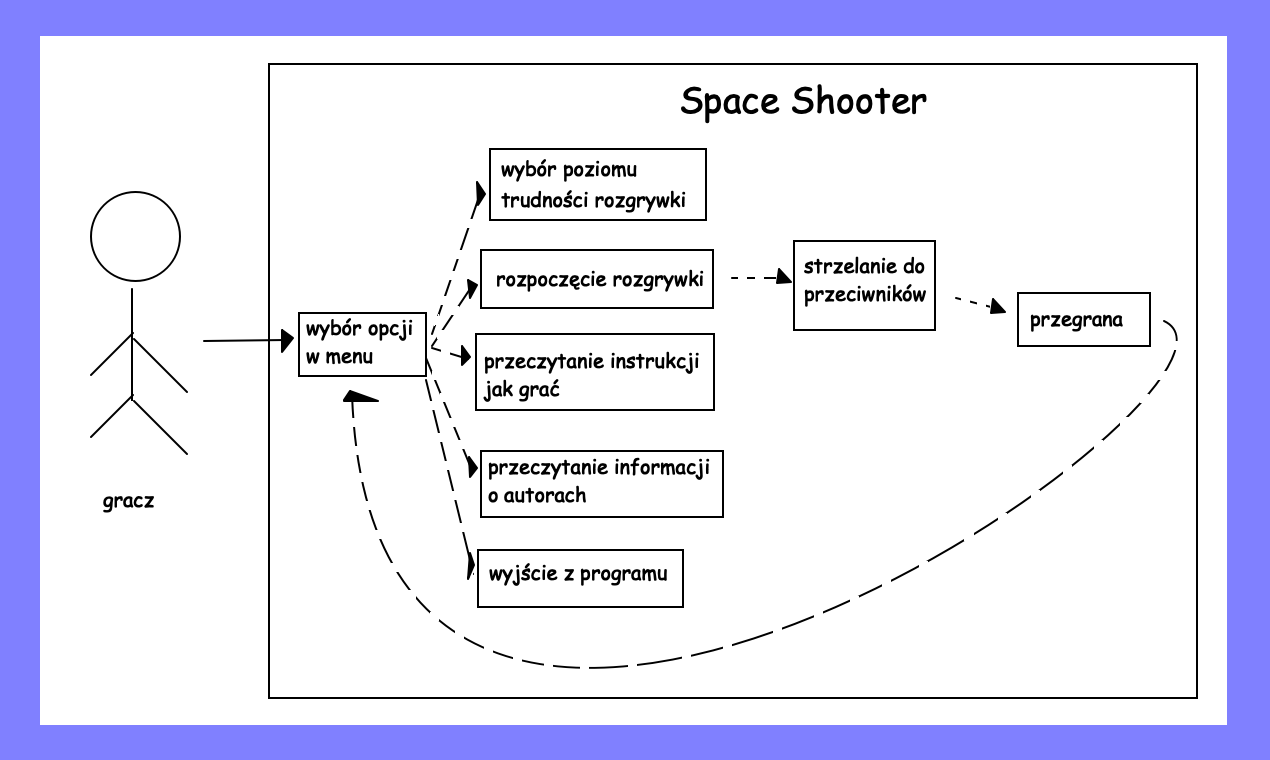 Space Shooter
wybór poziomu
trudności rozgrywki
rozpoczęcie rozgrywki
strzelanie do
przeciwników
przegrana
wybór opcji
w menu
przeczytanie instrukcji
jak grać
przeczytanie informacji
o autorach
wyjście z programu
gracz